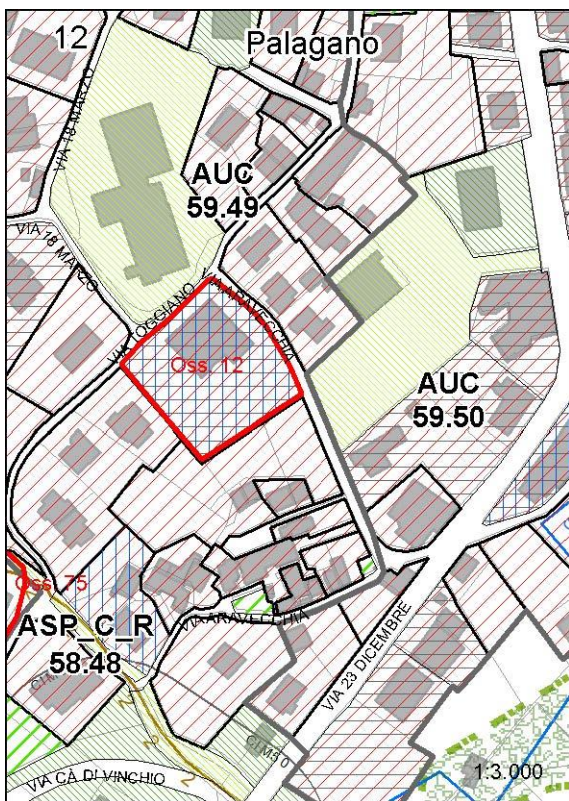 12
Palagano
VIA 18 MARZO
AUC
59.49
VIA 18 MARZO
VIA TOGGIANO
VIA ARAVECCHIA
Oss. 12
AUC
59.50
Oss. 75
ASP_C_R
58.48
VIA ARAVECCHIA
VIA 23 DICEMBRE
VIA CÀ DI VINCHIO
1:3.000